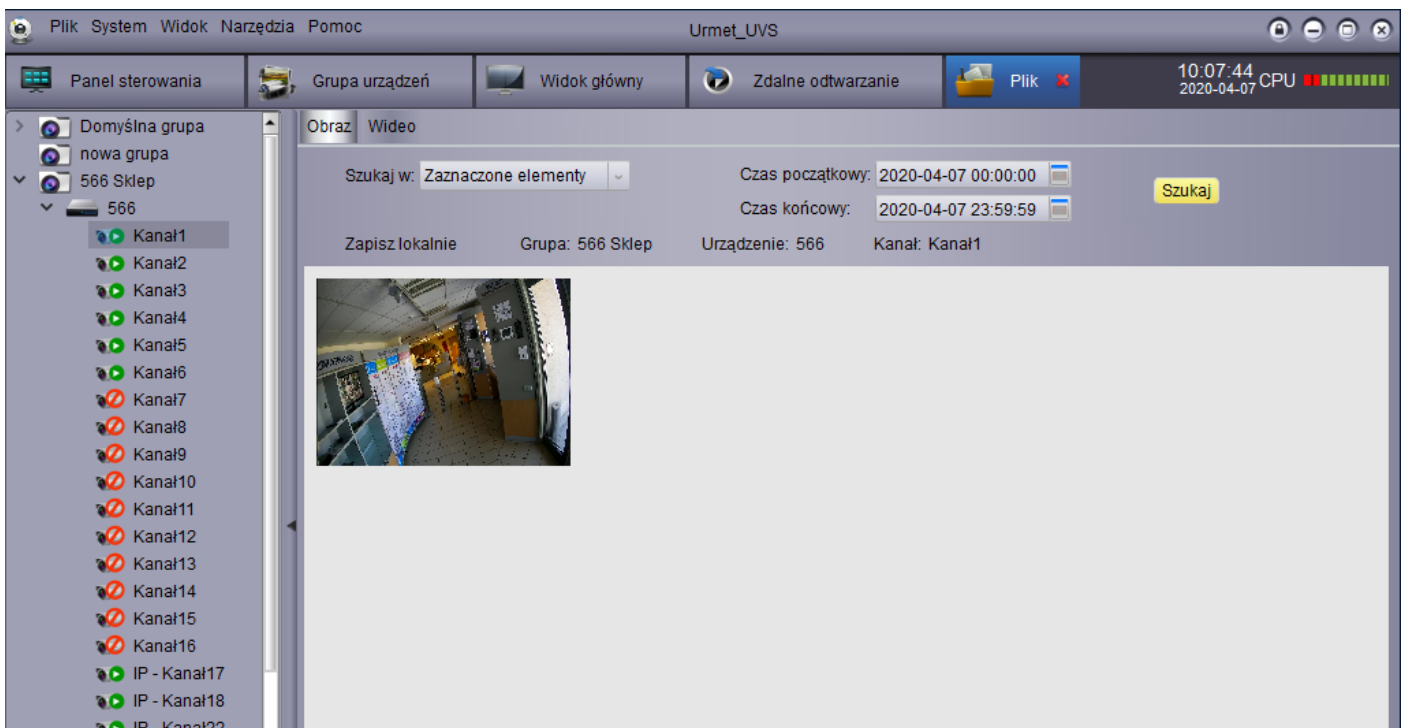 Plik System Widok Narzędzia Pomoc
Urmet_UVS
Panel sterowania
Grupa urządzeń
Widok główny
Zdalne odtwarzanie
Plik
10:07:44
2020-04-07
CPU
Domyślna grupa
nowa grupa
566 Sklep
566
Kanał1
Kanał2
Kanał3
Kanał4
Kanał5
Kanał6
Kanał7
Kanał8
Kanał9
Kanał10
Kanał11
Kanał12
Kanał13
Kanał14
Kanał15
Kanał16
IP - Kanał17
IP - Kanał18
IP - Kanał22
Obraz Wideo
Szukaj w: Zaznaczone elementy
Czas początkowy: 2020-04-07 00:00:00
Czas końcowy: 2020-04-07 23:59:59
Szukaj
Zapisz lokalnie Grupa: 566 Sklep Urządzenie: 566 Kanał: Kanał1